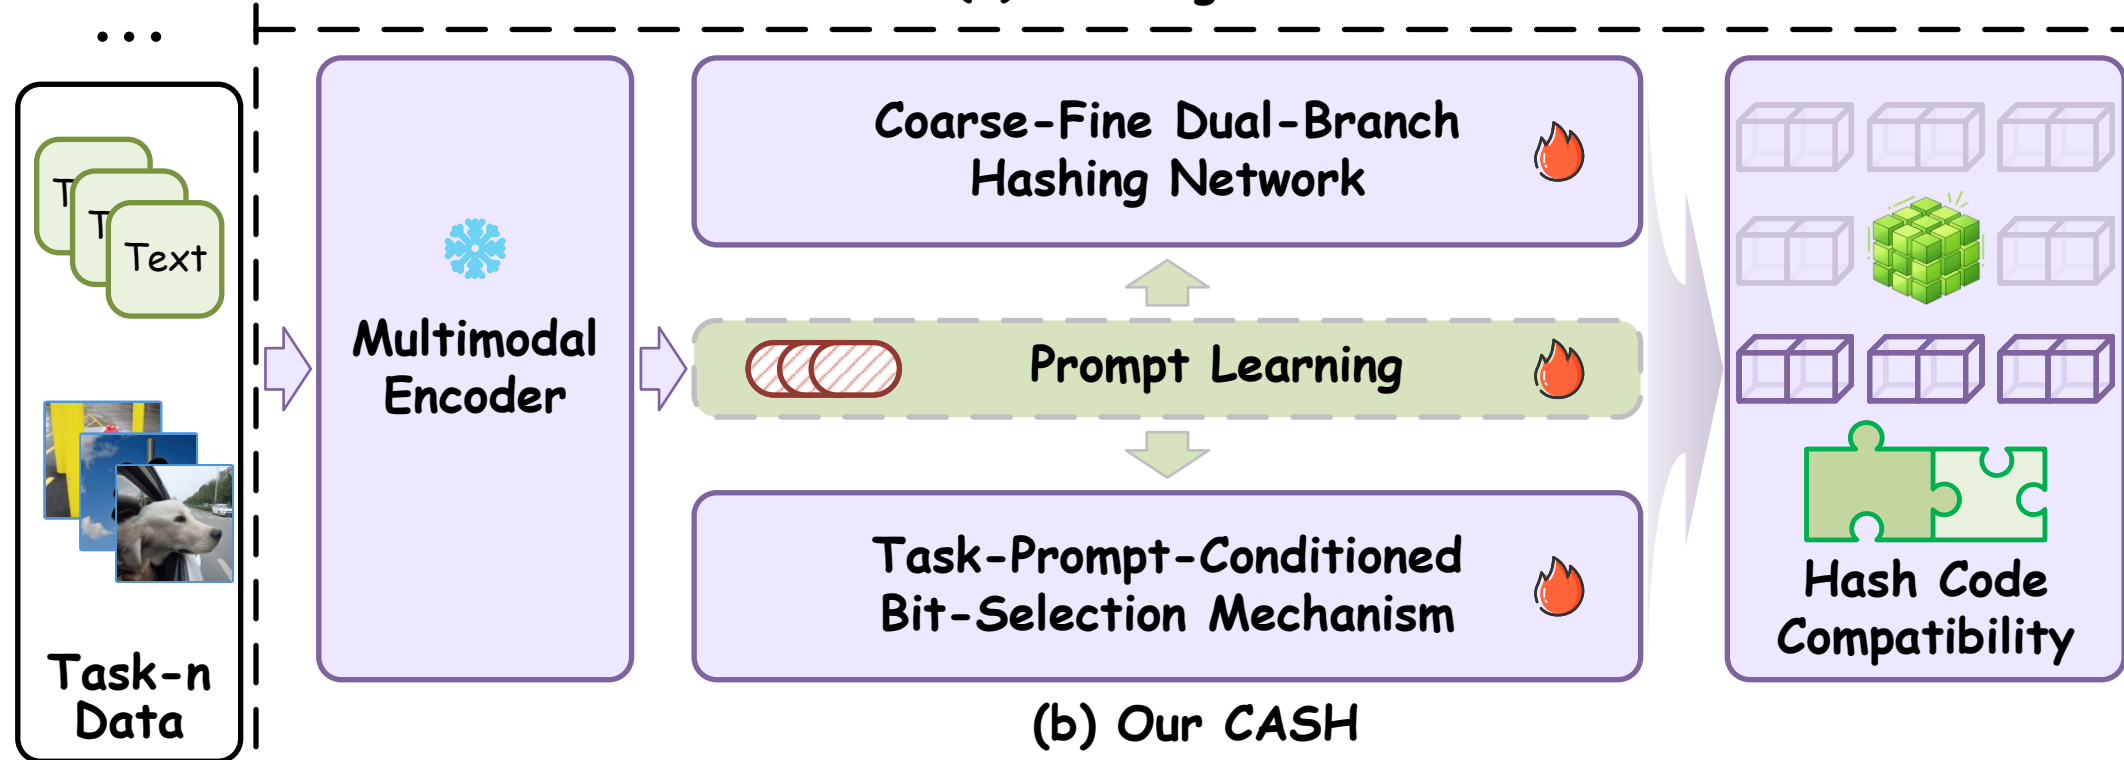 ...
T
T
Text
Task-n
Data
Multimodal
Encoder
Coarse-Fine Dual-Branch
Hashing Network
Prompt Learning
Task-Prompt-Conditioned
Bit-Selection Mechanism
Hash Code
Compatibility
(b) Our CASH